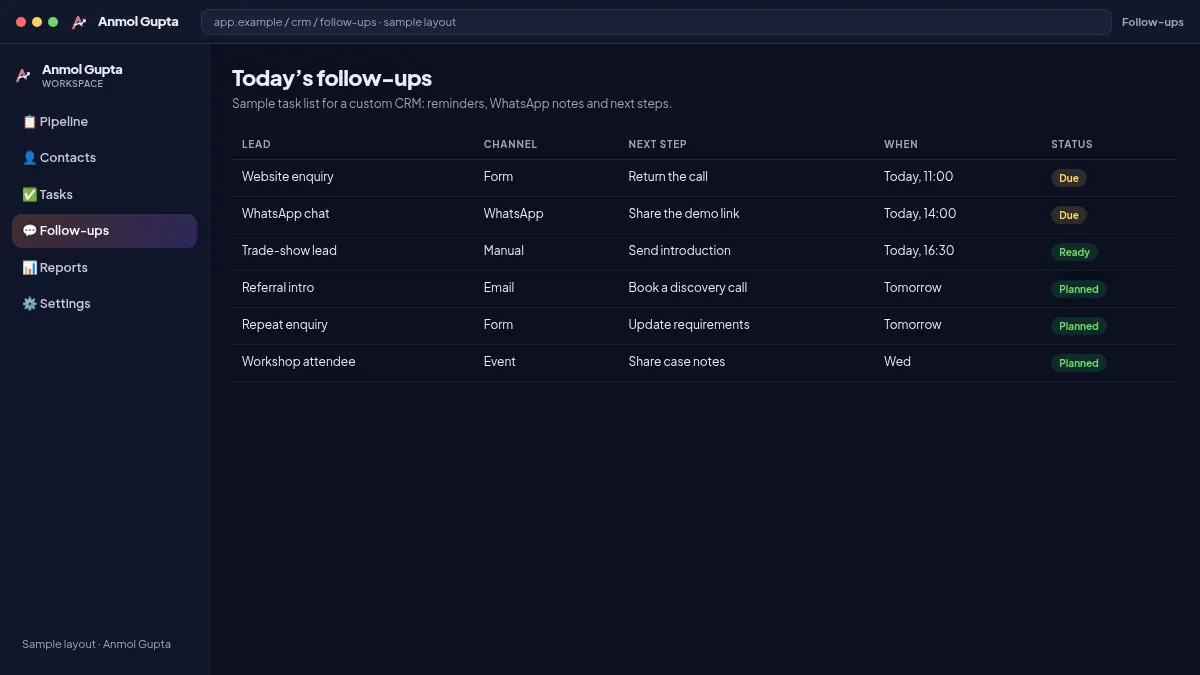 Anmol Gupta
app.example / crm / follow-ups · sample layout
Follow-ups
Anmol Gupta
WORKSPACE
Pipeline
Contacts
Tasks
Follow-ups
Reports
Settings
Sample layout · Anmol Gupta
Today’s follow-ups
Sample task list for a custom CRM: reminders, WhatsApp notes and next steps.
LEAD CHANNEL NEXT STEP WHEN STATUS
Website enquiry Form Return the call Today, 11:00 Due
WhatsApp chat WhatsApp Share the demo link Today, 14:00 Due
Trade-show lead Manual Send introduction Today, 16:30 Ready
Referral intro Email Book a discovery call Tomorrow Planned
Repeat enquiry Form Update requirements Tomorrow Planned
Workshop attendee Event Share case notes Wed Planned